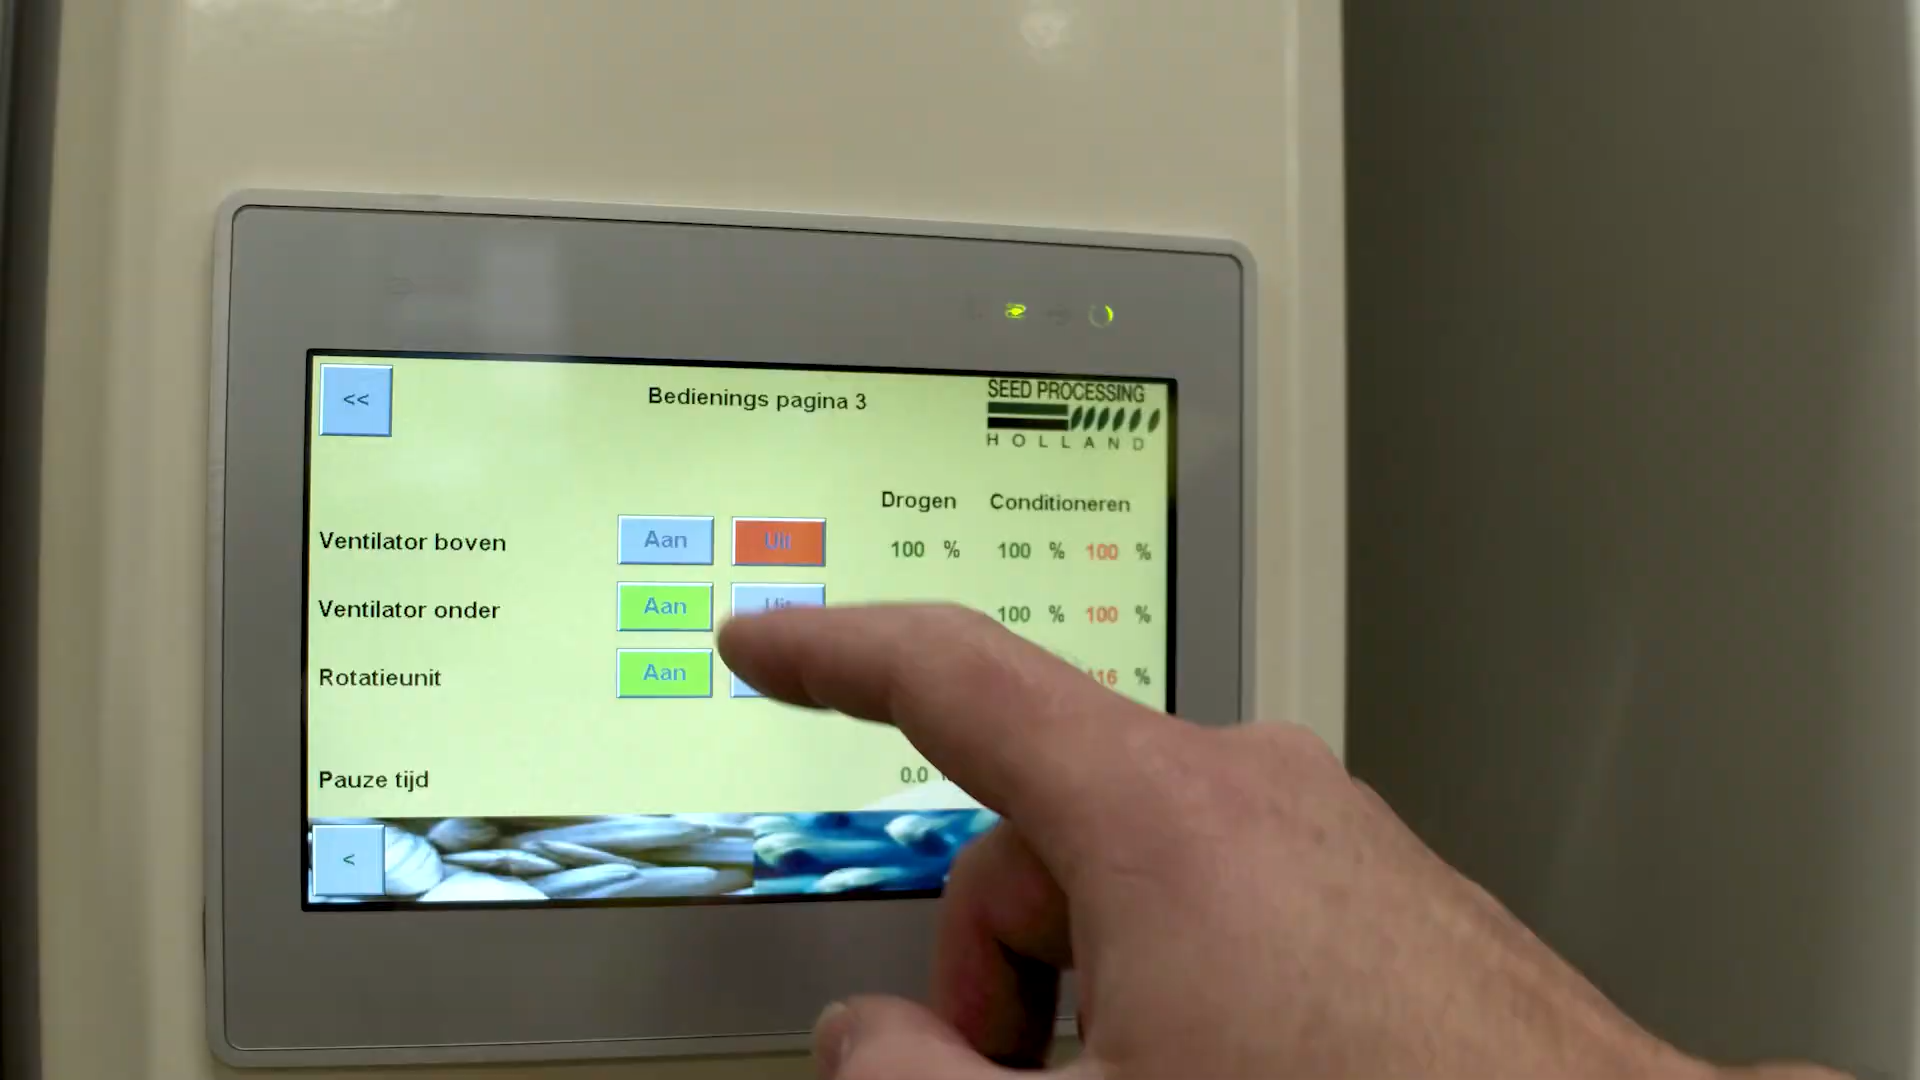 <<
Bedienings pagina 3
SEED PROCESSING
HOLLAND
Drogen Conditioneren
Ventilator boven Aan Uit 100 % 100 % 100 %
Ventilator onder Aan Uit 100 % 100 %
Rotatieunit Aan %
Pauze tijd 0.0
<